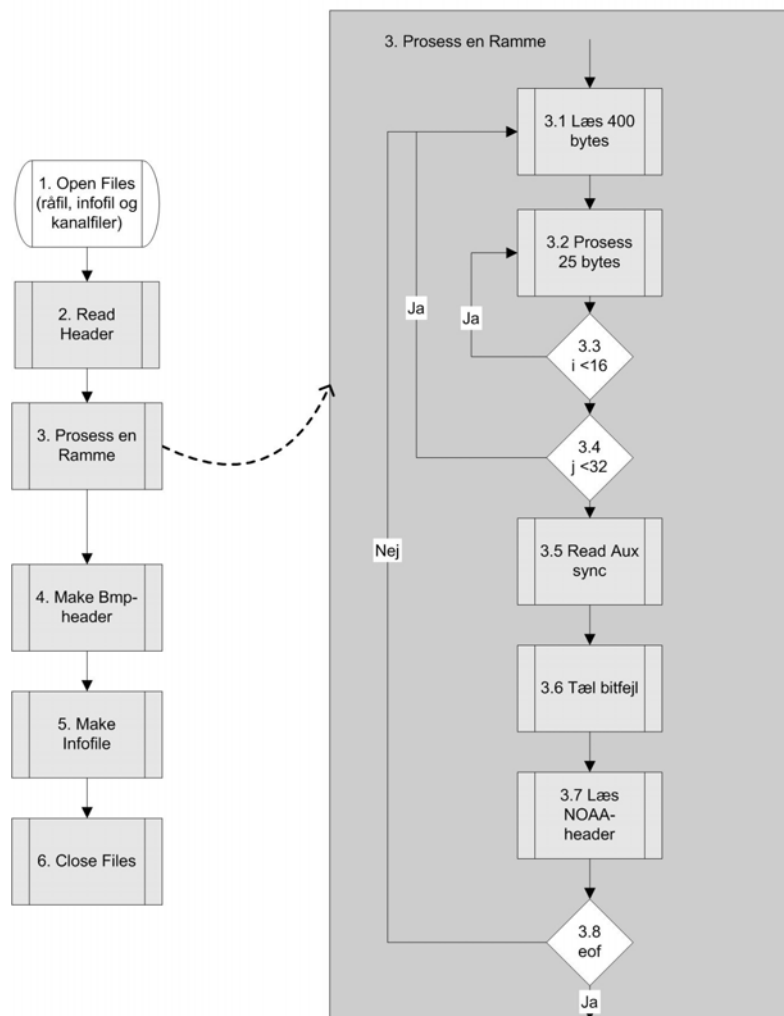 1. Open Files
(råfil, infofil og
kanalfiler)
2. Read
Header
3. Prosess en
Ramme
4. Make Bmp-
header
5. Make
Infofile
6. Close Files
3. Prosess en Ramme
3.1 Læs 400
bytes
3.2 Prosess
25 bytes
Ja
Ja
3.3
i <16
3.4
j <32
3.5 Read Aux
sync
Nej
3.6 Tæl bitfejl
3.7 Læs
NOAA-
header
3.8
eof
Ja